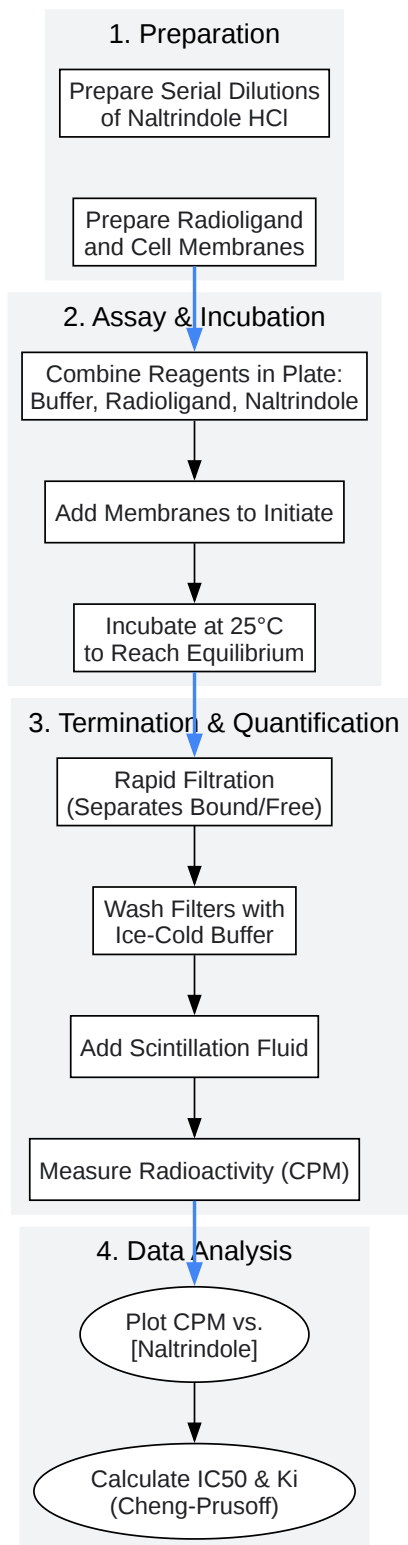 1. Preparation
Prepare Serial Dilutions
of Naltrindole HCl
Prepare Radioligand
and Cell Membranes
2. Assay & Incubation
Combine Reagents in Plate:
Buffer, Radioligand, Naltrindole
Add Membranes to Initiate
Incubate at 25°C
to Reach Equilibrium
3. Termination & Quantification
Rapid Filtration
(Separates Bound/Free)
Wash Filters with
Ice-Cold Buffer
Add Scintillation Fluid
Measure Radioactivity (CPM)
4. Data Analysis
Plot CPM vs.
[Naltrindole]
Calculate IC50 & Ki
(Cheng-Prusoff)